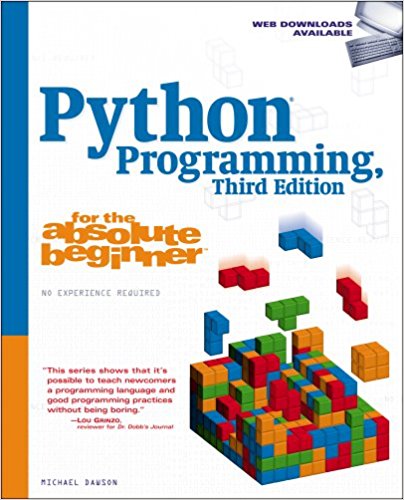 WEB DOWNLOADS
AVAILABLE
Python®
Programming,
Third Edition
for the
absolute
beginner™
NO EXPERIENCE REQUIRED
"This series shows that it's
possible to teach newcomers
a programming language and
good programming practices
without being boring."
—LOU GRINZO,
reviewer for Dr. Dobb's Journal
MICHAEL DAWSON